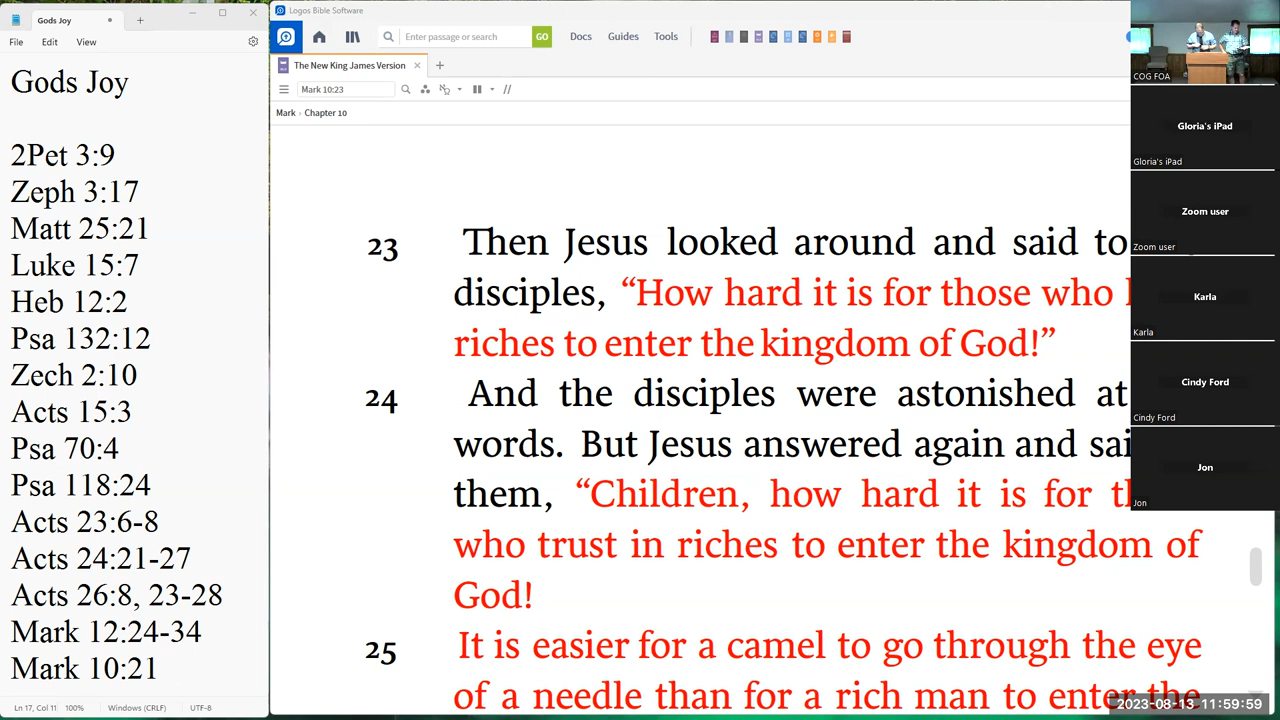 Gods Joy
File Edit View
Gods Joy
2Pet 3:9
Zeph 3:17
Matt 25:21
Luke 15:7
Heb 12:2
Psa 132:12
Zech 2:10
Acts 15:3
Psa 70:4
Psa 118:24
Acts 23:6-8
Acts 24:21-27
Acts 26:8, 23-28
Mark 12:24-34
Mark 10:21
Ln 17, Col 11 100% Windows (CRLF) UTF-8
Logos Bible Software
Enter passage or search GO Docs Guides Tools
The New King James Version
Mark 10:23
Mark › Chapter 10
23 Then Jesus looked around and said to
disciples, “How hard it is for those who
riches to enter the kingdom of God!”
24 And the disciples were astonished at
words. But Jesus answered again and sai
them, “Children, how hard it is for th
who trust in riches to enter the kingdom of
God!
25 It is easier for a camel to go through the eye
of a needle than for a rich man to enter the
COG FOA
Gloria's iPad
Gloria's iPad
Zoom user
Zoom user
Karla
Karla
Cindy Ford
Cindy Ford
Jon
Jon
2023-08-13 11:59:59